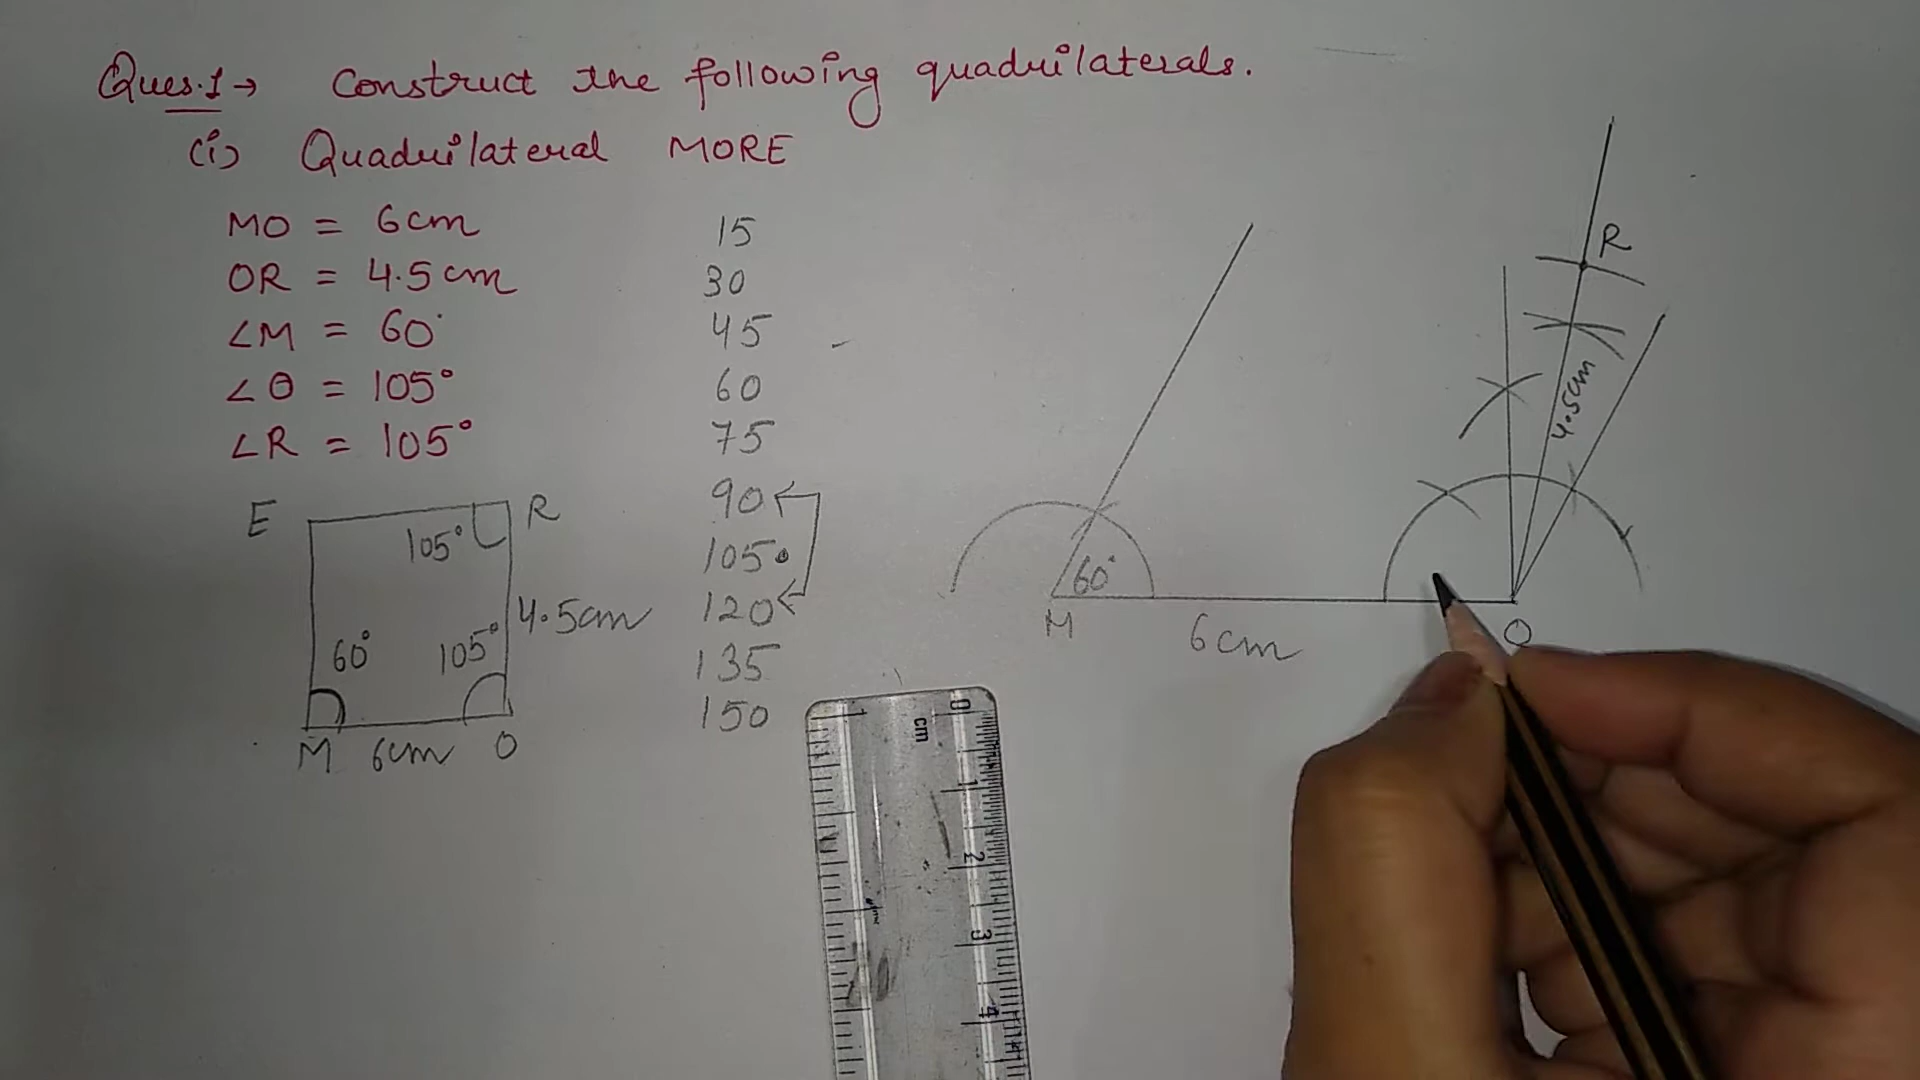 Ques.1→ Construct the following quadrilaterals.
(i) Quadrilateral MORE
MO = 6cm
OR = 4.5cm
∠M = 60°
∠O = 105°
∠R = 105°
15
30
45
60
75
90
105
120
135
150
E
R
105°
4.5cm
60°
105°
M
6cm
O
R
4.5cm
60°
M
6cm
O
0
cm
1
2
3
4
1